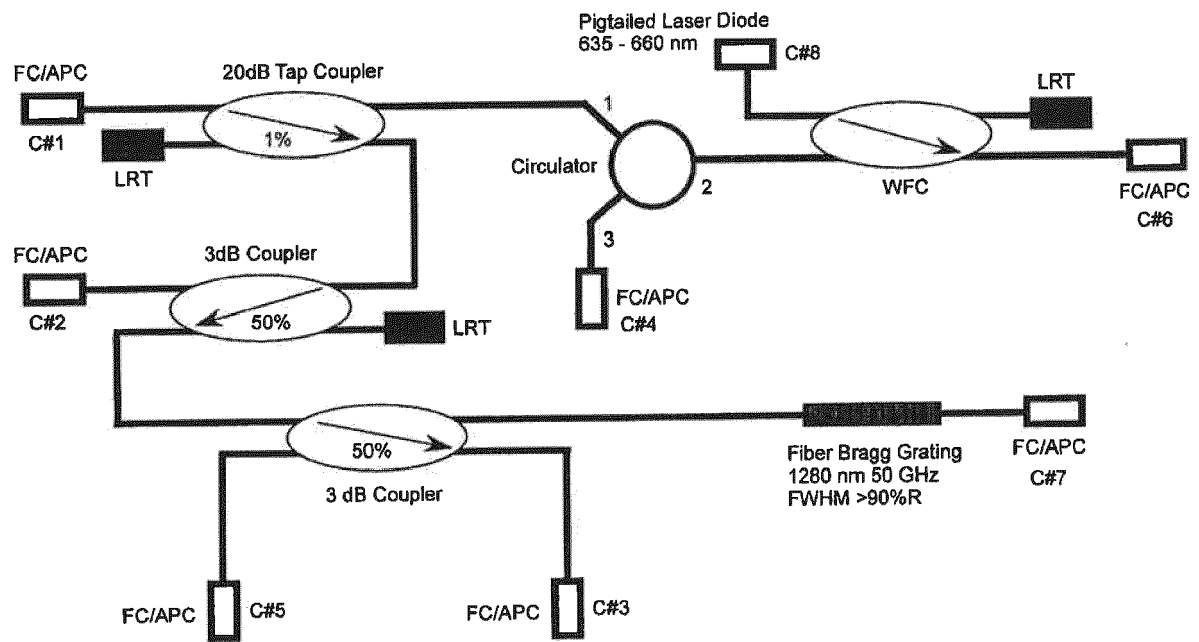 Pigtailed Laser Diode
635 - 660 nm
C#8
FC/APC
20dB Tap Coupler
LRT
1
C#1
1%
LRT
Circulator
2
WFC
FC/APC
C#6
3
FC/APC
3dB Coupler
C#2
50%
LRT
FC/APC
C#4
50%
3 dB Coupler
Fiber Bragg Grating
1280 nm 50 GHz
FWHM >90%R
FC/APC
C#7
FC/APC
C#5
FC/APC
C#3